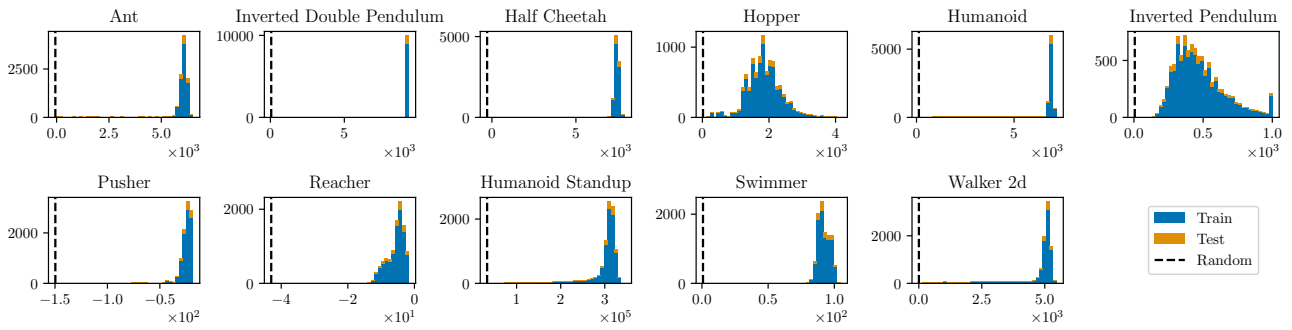 Ant
Inverted Double Pendulum
Half Cheetah
Hopper
Humanoid
Inverted Pendulum
2500
0
0.0 2.5 5.0
×10³
10000
5000
0
0 5
×10³
5000
0
0 5
×10³
1000
0
0 2 4
×10³
5000
0
0 5
×10³
500
0
0.0 0.5 1.0
×10³
Pusher
Reacher
Humanoid Standup
Swimmer
Walker 2d
2000
0
−1.5 −1.0 −0.5
×10²
2000
0
−4 −2 0
×10¹
2000
0
1 2 3
×10⁵
2000
0
0.0 0.5 1.0
×10²
2000
0
0.0 2.5 5.0
×10³
Train
Test
Random